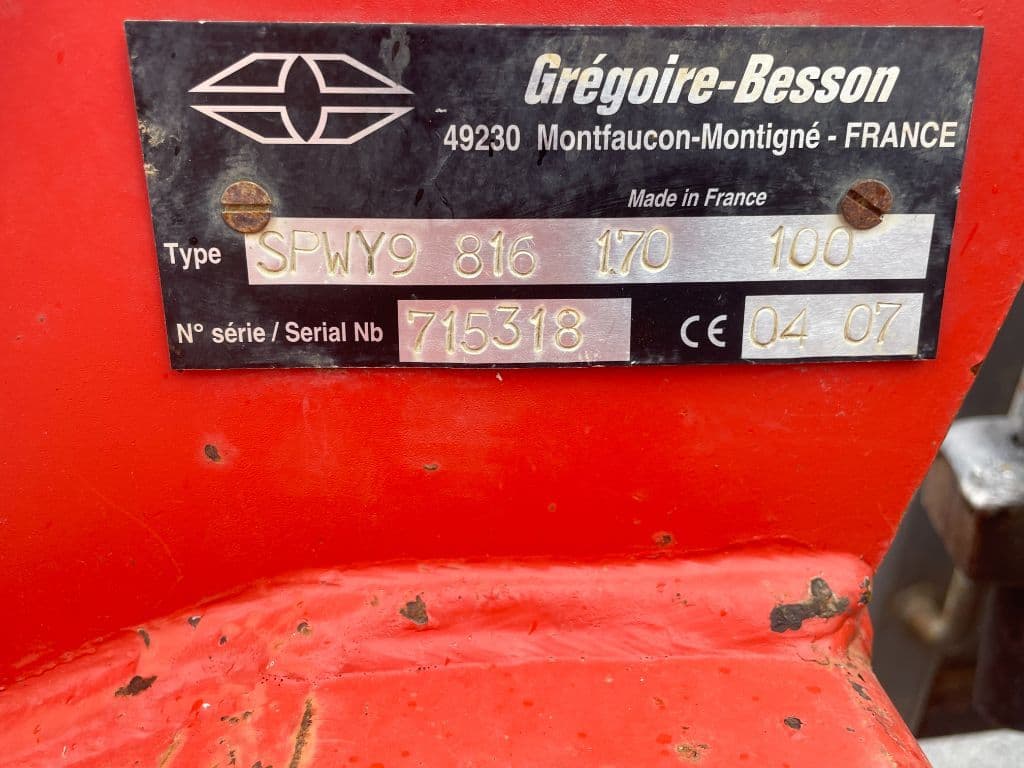 Grégoire-Besson
49230 Montfaucon-Montigné - FRANCE
Made in France
Type SPWY9 816 170 100
N° série / Serial Nb 715318 CE 04 07